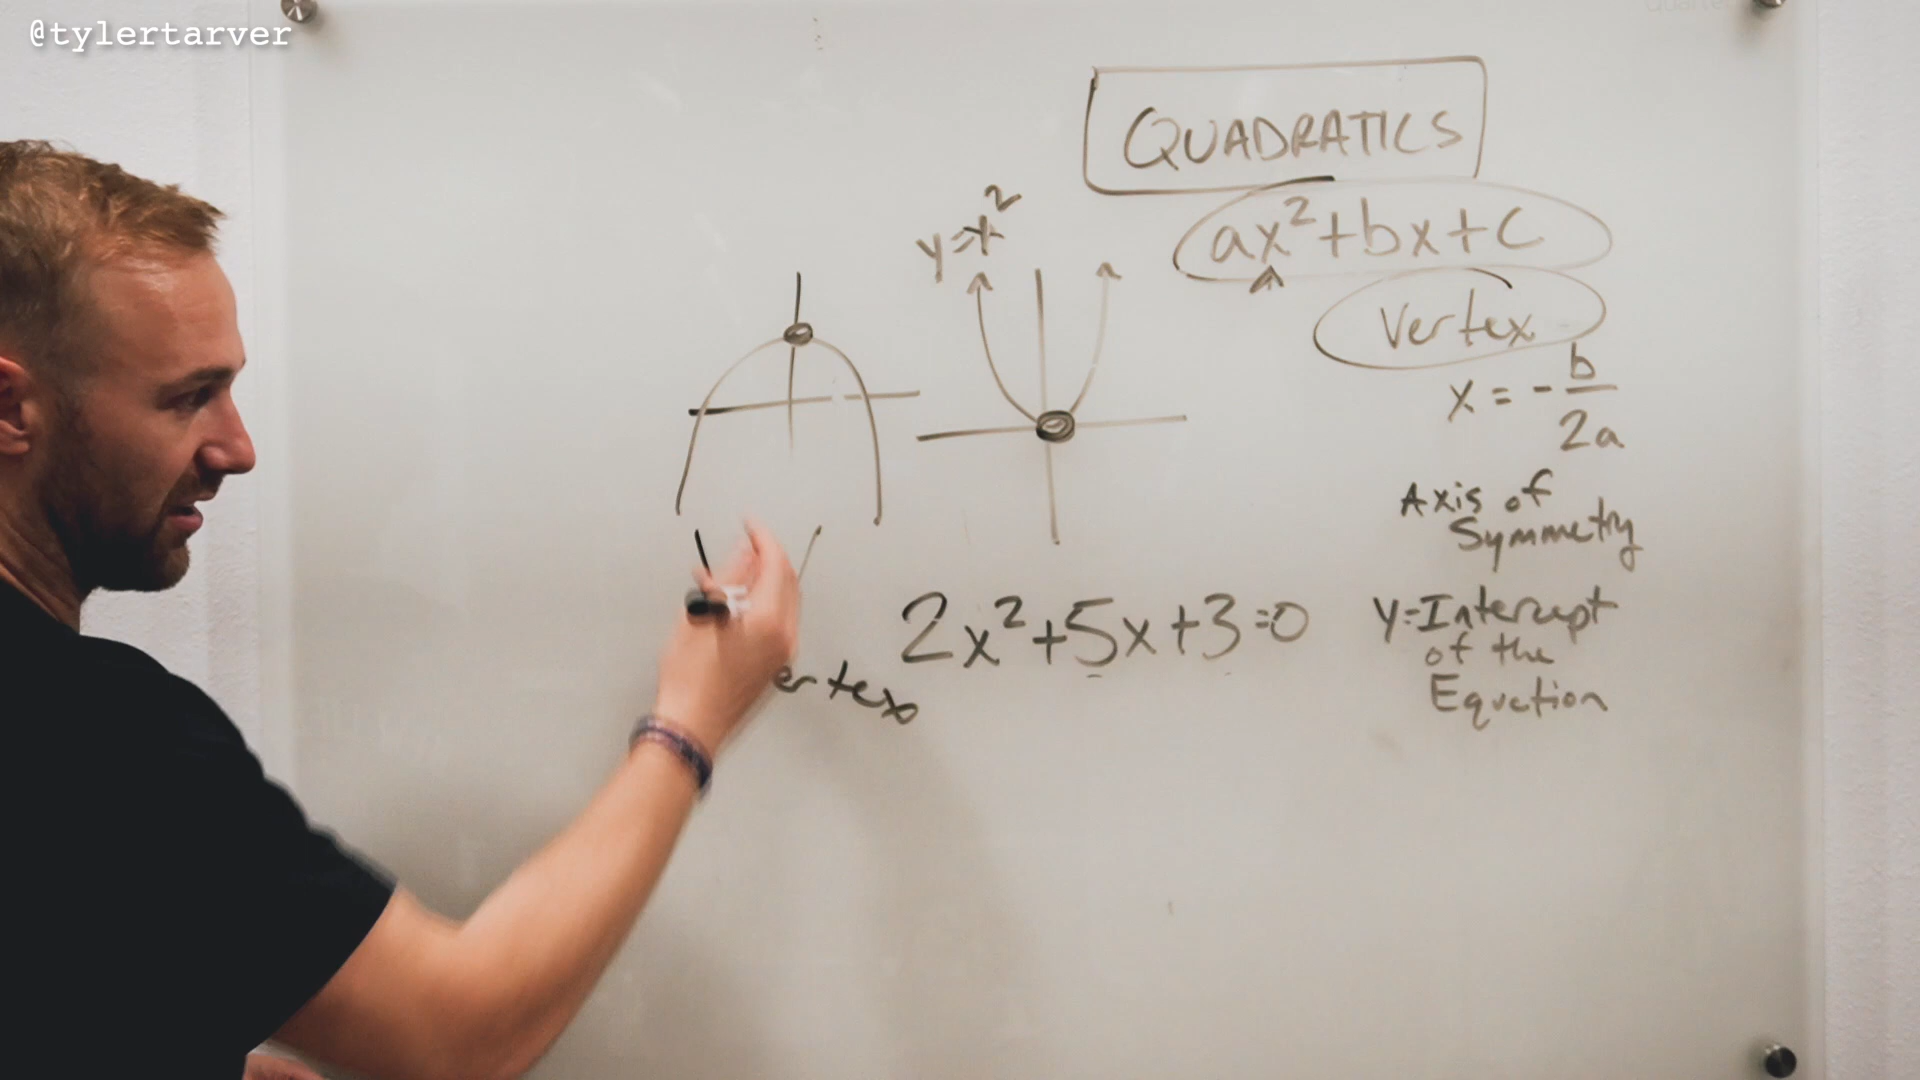 @tylertarver
QUADRATICS
ax²+bx+c
y=x²
Vertex
x = - b/2a
Axis of
Symmetry
2x²+5x+3=0
y=Intercept
of the
Equation
ertex